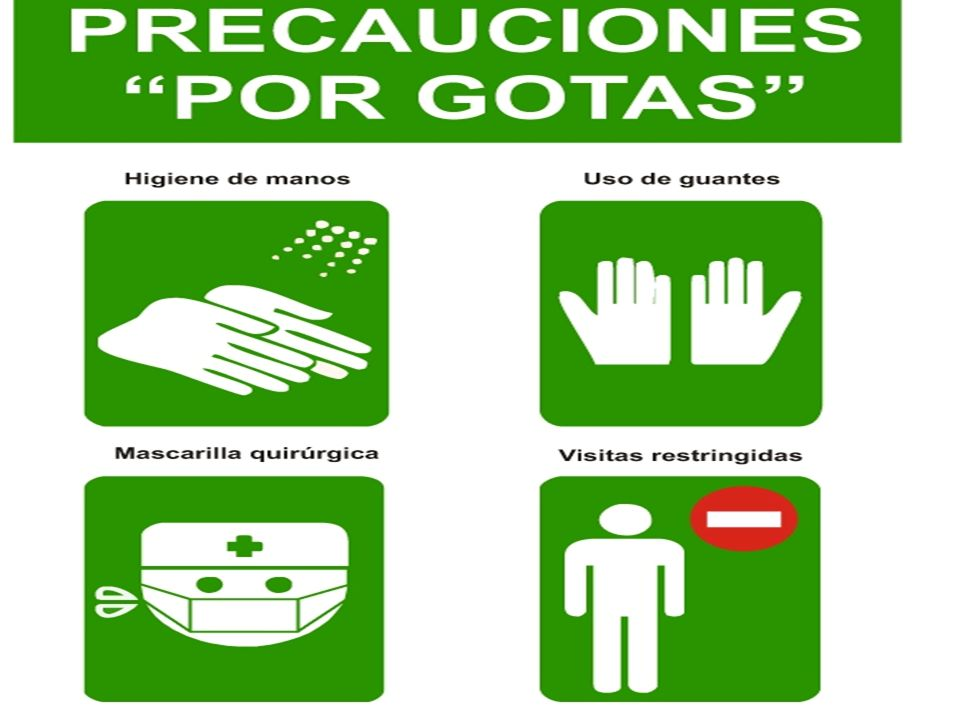 PRECAUCIONES
“POR GOTAS”
Higiene de manos
Uso de guantes
Mascarilla quirúrgica
Visitas restringidas